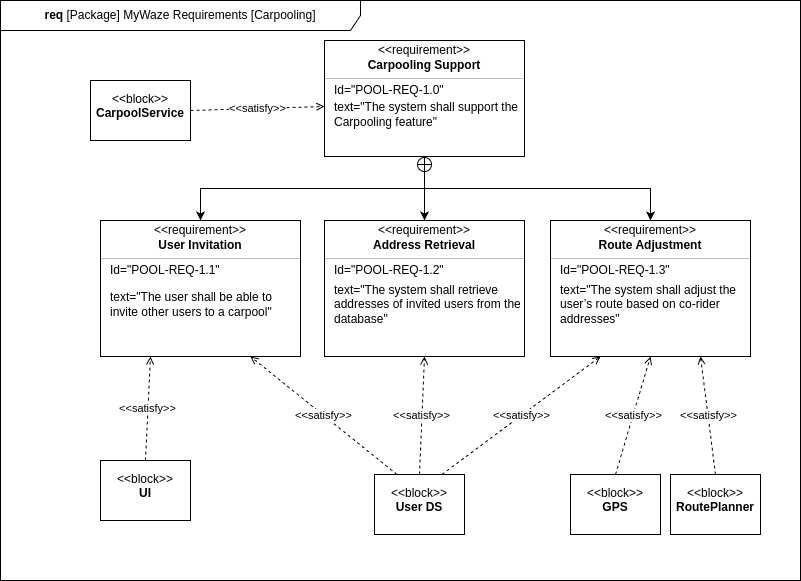 req [Package] MyWaze Requirements [Carpooling]
<<requirement>>
Carpooling Support
Id="POOL-REQ-1.0"
text="The system shall support the
Carpooling feature"
<<block>>
CarpoolService
<<satisfy>>
<<requirement>>
User Invitation
Id="POOL-REQ-1.1"
text="The user shall be able to
invite other users to a carpool"
<<requirement>>
Address Retrieval
Id="POOL-REQ-1.2"
text="The system shall retrieve
addresses of invited users from the
database"
<<requirement>>
Route Adjustment
Id="POOL-REQ-1.3"
text="The system shall adjust the
user’s route based on co-rider
addresses"
<<satisfy>>
<<satisfy>>
<<satisfy>>
<<satisfy>>
<<satisfy>>
<<satisfy>>
<<block>>
UI
<<block>>
User DS
<<block>>
GPS
<<block>>
RoutePlanner